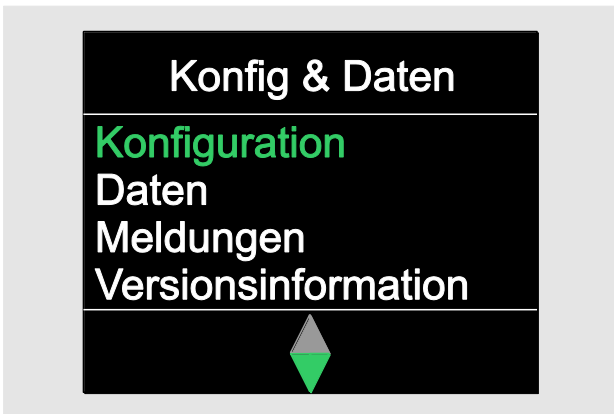 Konfig & Daten
Konfiguration
Daten
Meldungen
Versionsinformation